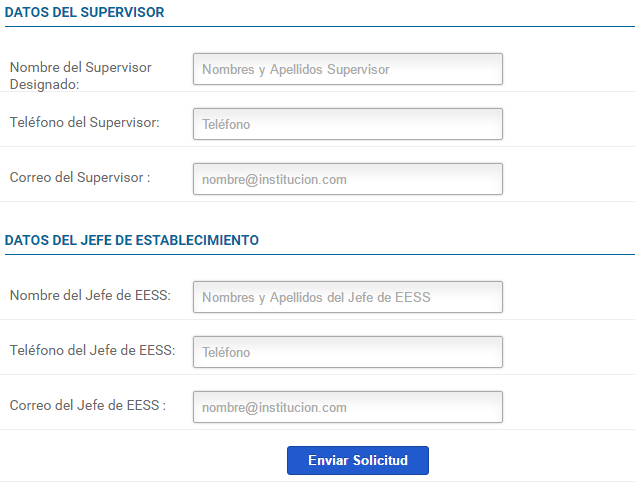 DATOS DEL SUPERVISOR
Nombre del Supervisor
Designado:
Nombres y Apellidos Supervisor
Teléfono del Supervisor:
Teléfono
Correo del Supervisor :
nombre@institucion.com
DATOS DEL JEFE DE ESTABLECIMIENTO
Nombre del Jefe de EESS:
Nombres y Apellidos del Jefe de EESS
Teléfono del Jefe de EESS:
Teléfono
Correo del Jefe de EESS :
nombre@institucion.com
Enviar Solicitud